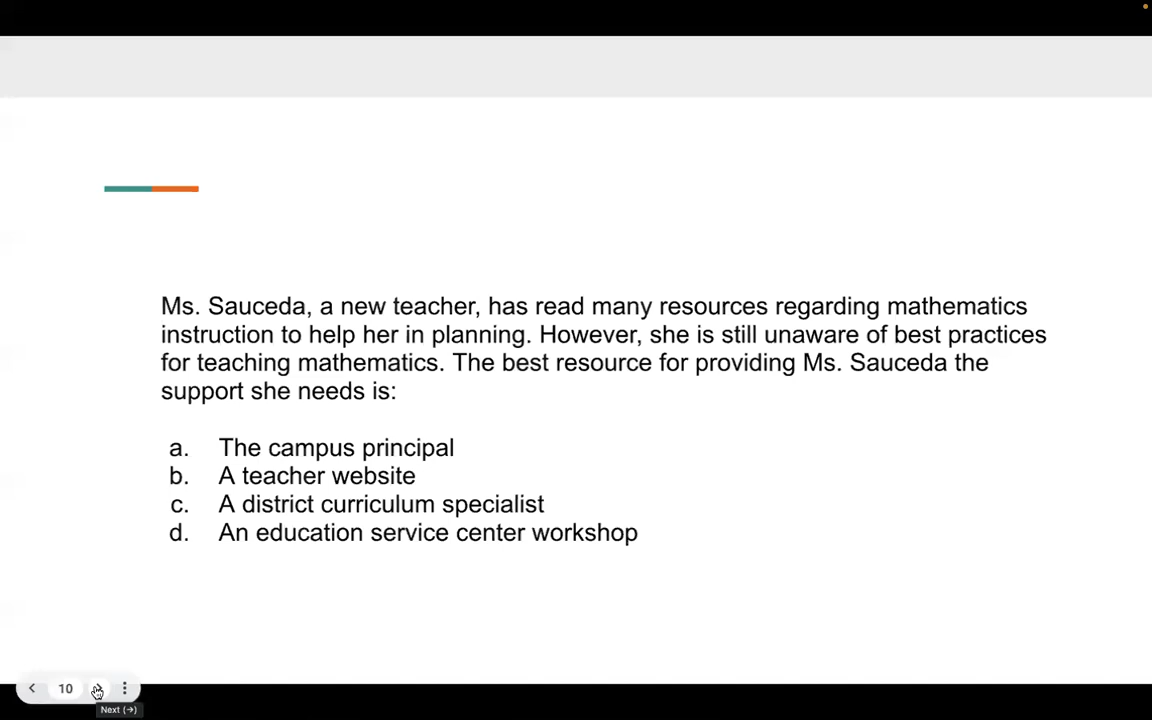 Ms. Sauceda, a new teacher, has read many resources regarding mathematics
instruction to help her in planning. However, she is still unaware of best practices
for teaching mathematics. The best resource for providing Ms. Sauceda the
support she needs is:
a. The campus principal
b. A teacher website
c. A district curriculum specialist
d. An education service center workshop
10
Next (→)